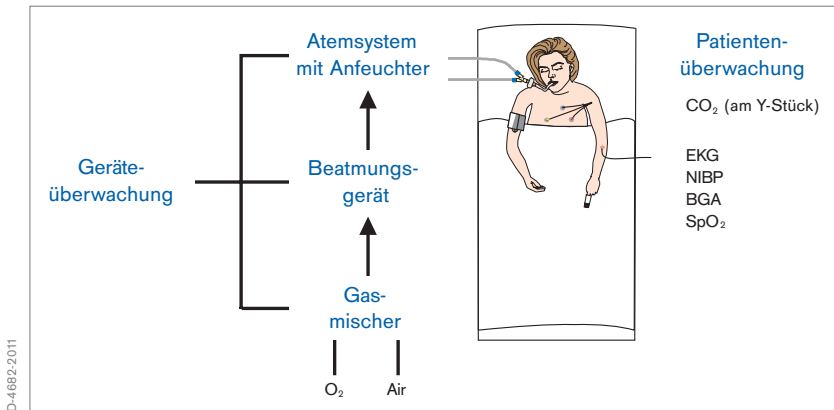 Atemsystem
mit Anfeuchter
Patienten-
überwachung
CO₂ (am Y-Stück)
Geräte-
überwachung
Beatmungs-
gerät
EKG
NIBP
BGA
SpO₂
Gas-
mischer
O₂ Air
D-4682-2011